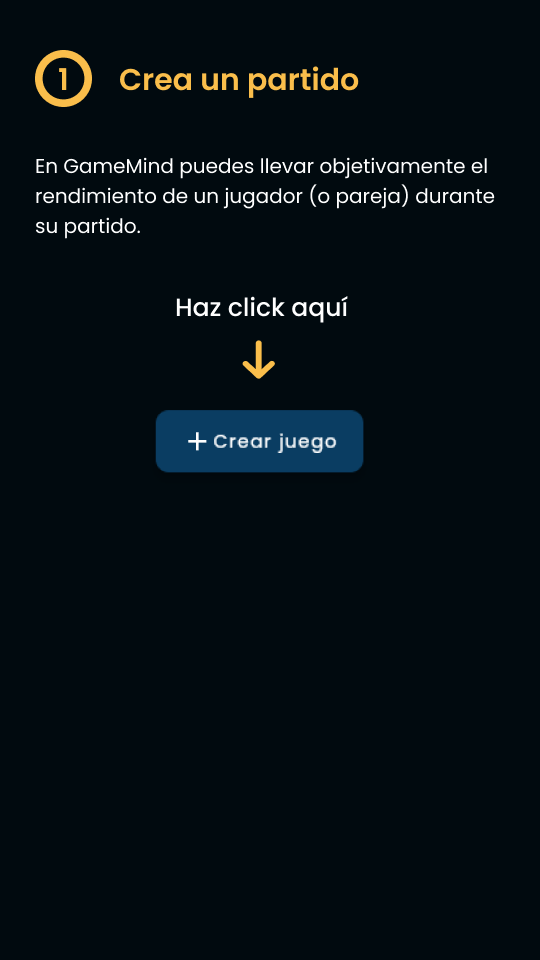 1 Crea un partido
En GameMind puedes llevar objetivamente el
rendimiento de un jugador (o pareja) durante
su partido.
Haz click aquí
+ Crear juego